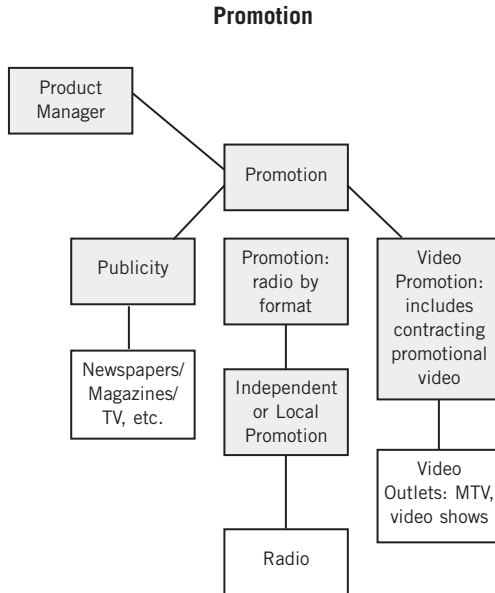 Promotion
Product
Manager
Promotion
Publicity
Promotion:
radio by
format
Video
Promotion:
includes
contracting
promotional
video
Newspapers/
Magazines/
TV, etc.
Independent
or Local
Promotion
Video
Outlets: MTV,
video shows
Radio